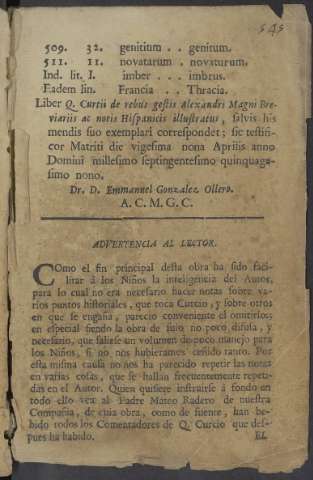 545
509. 32. genitium . . genitum.
511. 11. novatarum . novaturum.
Ind. lit. I. imber . . . imbrus.
Eadem lin. Francia . . Thracia.
Liber Q. Curtii de rebus gestis Alexandri Magni Bre-
viariis ac notis Hispanicis illustratus, salvis his
mendis suo exemplari correspondet; sic testifi-
cor Matriti die vigesima nona Aprilis anno
Domini millesimo septingentesimo quinquage-
simo nono.
Dr. D. Emmanuel Gonzalez Ollero.
A. C. M. G. C.
ADVERTENCIA AL LECTOR.
COmo el fin principal desta obra ha sido faci-
litar á los Niños la inteligencia del Autor,
para lo cual no era necesario hacer notas sobre va-
rios puntos historiales, que toca Curcio, y sobre otros
en que se engaña, parecio conveniente el omitirlos;
en especial siendo la obra de suio no poco difusa, y
necesario, que saliese un volumen de poco manejo para
los Niños, si no nos hubieramos ceñido tanto. Por
esta misma causa no nos ha parecido repetir las notas
en varias cosas, que se hallan frecuentemente repeti-
das en el Autor. Quien quisiere instruirse á fondo en
todo ello vea al Padre Mateo Radero de nuestra
Compañia, de cuia obra, como de fuente, han be-
bido todos los Comentadores de Q. Curcio que des-
pues ha habido.
El